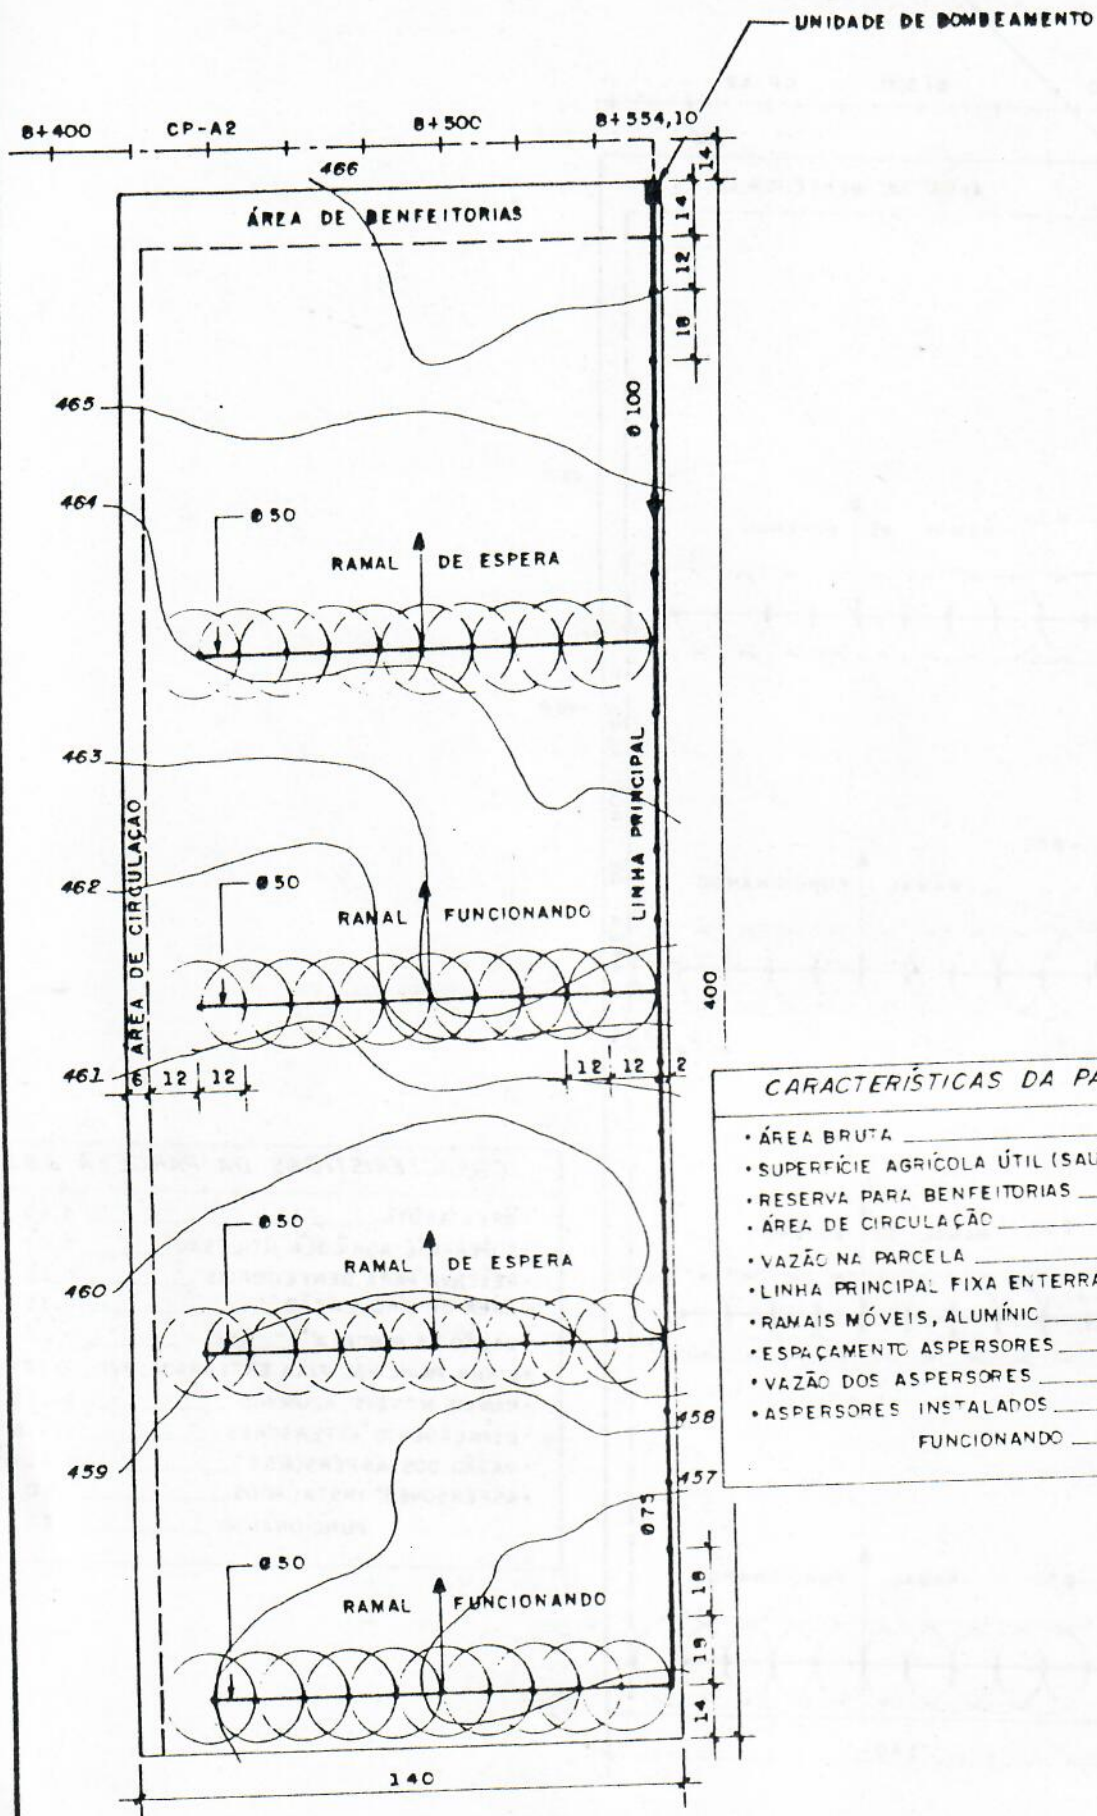 UNIDADE DE BOMBEAMENTO
8+400
CP-A2
8+500
8+554,10
466
14
ÁREA DE BENFEITORIAS
14
12
18
465
Ø 100
464
Ø 50
RAMAL DE ESPERA
463
LINHA PRINCIPAL
ÁREA DE CIRCULAÇÃO
462
Ø 50
RAMAL FUNCIONANDO
400
461
6
12
12
12
12
2
CARACTERÍSTICAS DA PA
• ÁREA BRUTA
• SUPERFÍCIE AGRÍCOLA ÚTIL (SAU
• RESERVA PARA BENFEITORIAS
• ÁREA DE CIRCULAÇÃO
• VAZÃO NA PARCELA
• LINHA PRINCIPAL FIXA ENTERRA
• RAMAIS MÓVEIS, ALUMÍNIC
• ESPAÇAMENTO ASPERSORES
• VAZÃO DOS ASPERSORES
• ASPERSORES INSTALADOS
FUNCIONANDO
Ø 50
RAMAL DE ESPERA
460
458
459
457
Ø75
Ø 50
RAMAL FUNCIONANDO
18
14
140